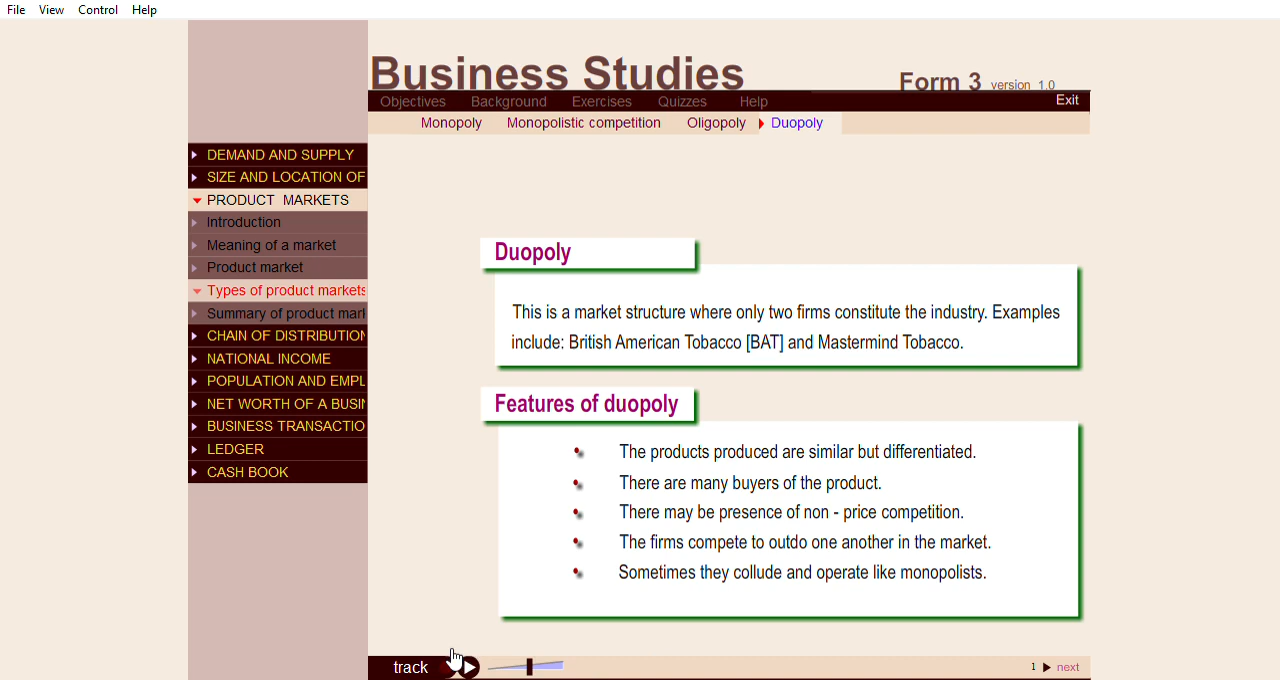 File View Control Help
Business Studies
Form 3 version 1.0
Objectives Background Exercises Quizzes Help Exit
Monopoly Monopolistic competition Oligopoly Duopoly
DEMAND AND SUPPLY
SIZE AND LOCATION OF
PRODUCT MARKETS
Introduction
Meaning of a market
Product market
Types of product markets
Summary of product mar
CHAIN OF DISTRIBUTION
NATIONAL INCOME
POPULATION AND EMPL
NET WORTH OF A BUSIN
BUSINESS TRANSACTIO
LEDGER
CASH BOOK
Duopoly
This is a market structure where only two firms constitute the industry. Examples
include: British American Tobacco [BAT] and Mastermind Tobacco.
Features of duopoly
The products produced are similar but differentiated.
There are many buyers of the product.
There may be presence of non - price competition.
The firms compete to outdo one another in the market.
Sometimes they collude and operate like monopolists.
track
1 next